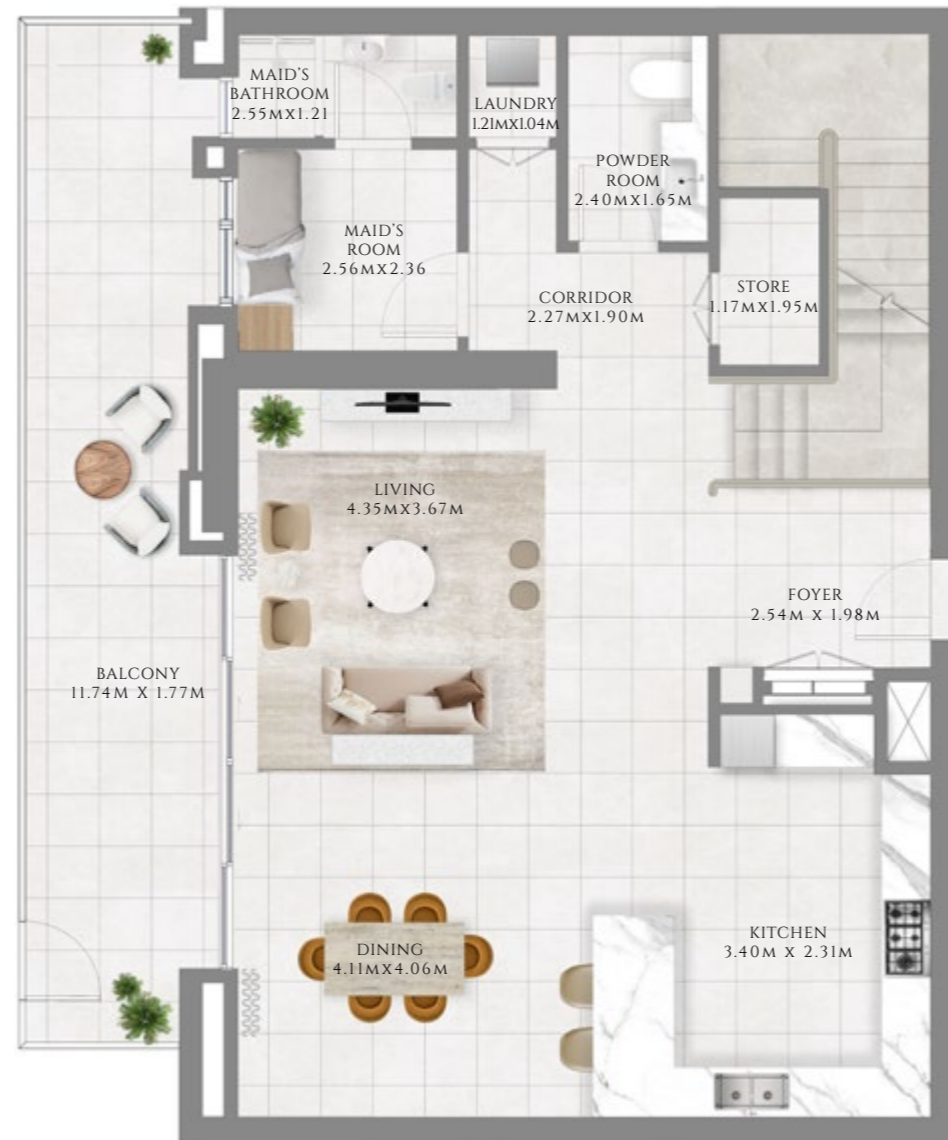 MAID'S
BATHROOM
2.55MX1.21
LAUNDRY
1.21MX1.04M
POWDER
ROOM
2.40MX1.65M
MAID'S
ROOM
2.56MX2.36
CORRIDOR
2.27MX1.90M
STORE
1.17MX1.95M
LIVING
4.35MX3.67M
FOYER
2.54M X 1.98M
BALCONY
11.74M X 1.77M
DINING
4.11MX4.06M
KITCHEN
3.40M X 2.31M